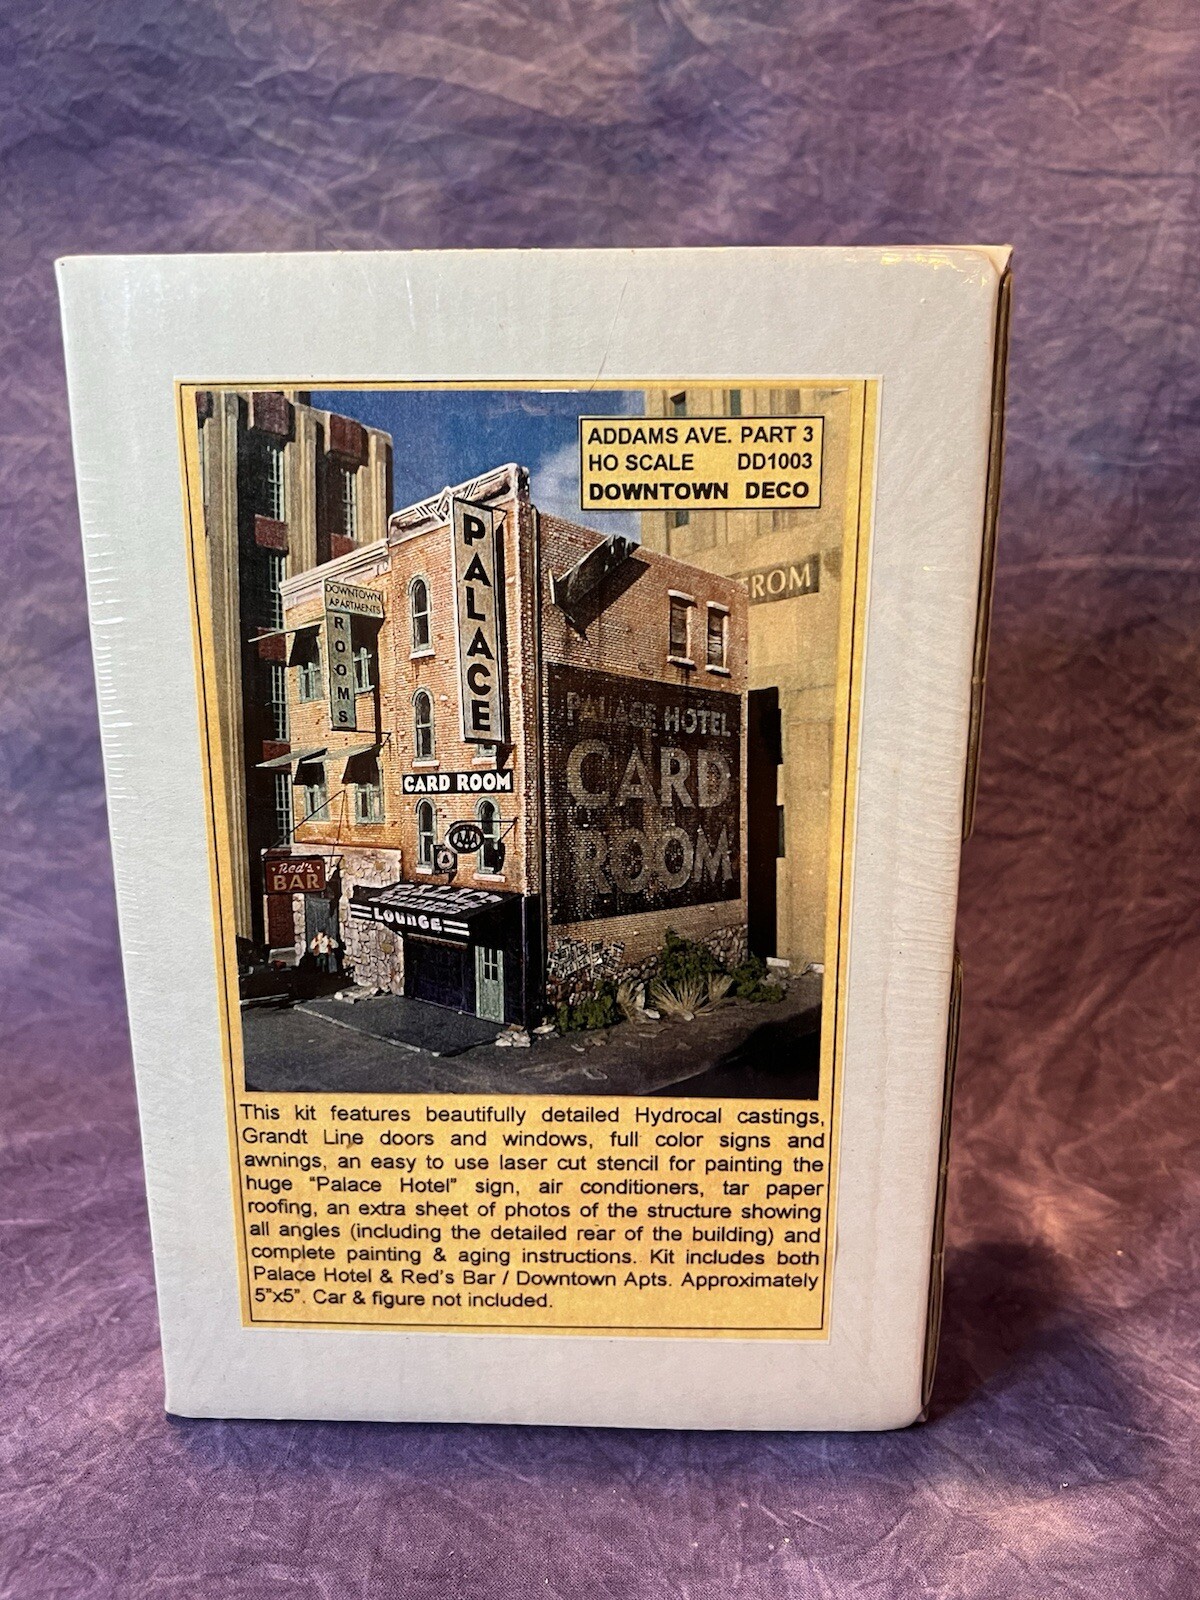 ADDAMS AVE. PART 3
HO SCALE DD1003
DOWNTOWN DECO
PALACE
ROM
DOWNTOWN
APARTMENTS
ROOMS
PALACE HOTEL
CARD
ROOM
CARD ROOM
Red's
BAR
PALACE
LOUNGE
This kit features beautifully detailed Hydrocal castings,
Grandt Line doors and windows, full color signs and
awnings, an easy to use laser cut stencil for painting the
huge "Palace Hotel" sign, air conditioners, tar paper
roofing, an extra sheet of photos of the structure showing
all angles (including the detailed rear of the building) and
complete painting & aging instructions. Kit includes both
Palace Hotel & Red's Bar / Downtown Apts. Approximately
5"x5". Car & figure not included.